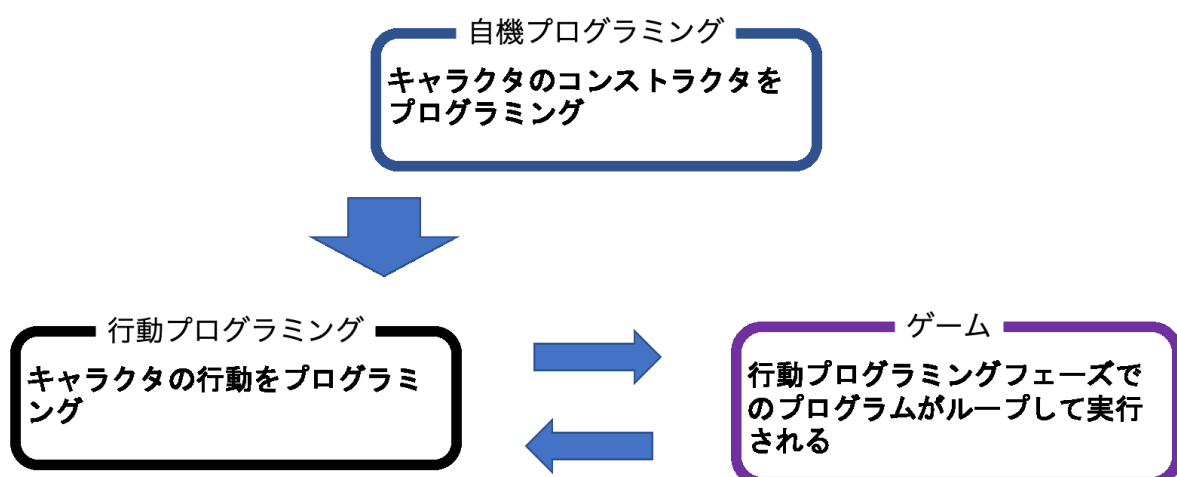 自機プログラミング
キャラクタのコンストラクタを
プログラミング
行動プログラミング
キャラクタの行動をプログラミ
ング
ゲーム
行動プログラミングフェーズで
のプログラムがループして実行
される